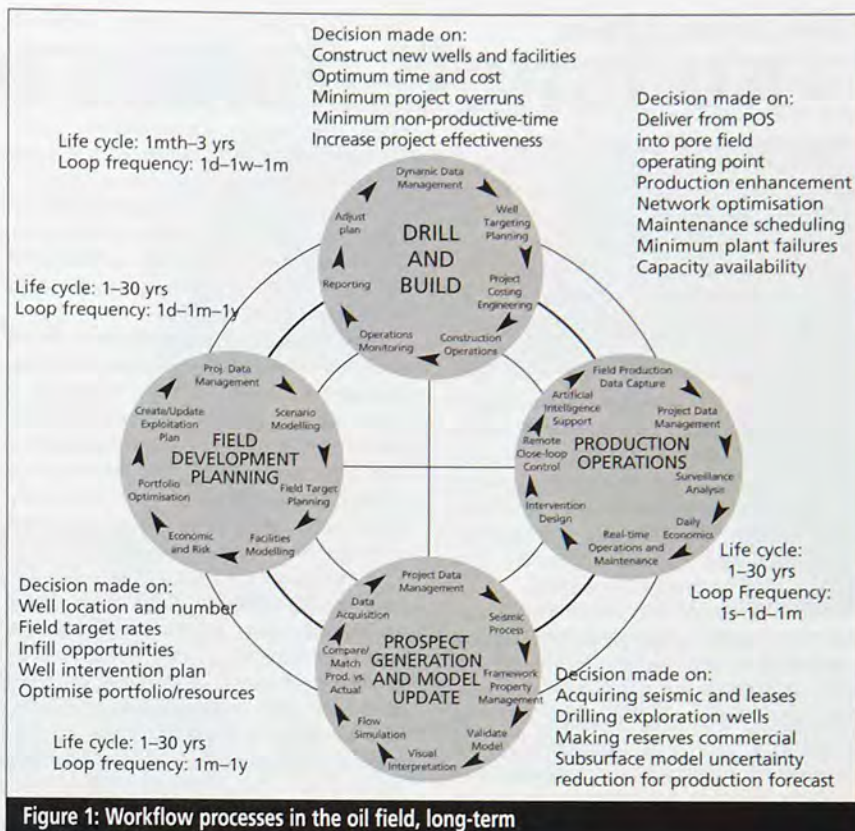 Decision made on:
Construct new wells and facilities
Optimum time and cost
Minimum project overruns
Minimum non-productive-time
Increase project effectiveness
Decision made on:
Deliver from POS
into pore field
operating point
Production enhancement
Network optimisation
Maintenance scheduling
Minimum plant failures
Capacity availability
Life cycle: 1mth–3 yrs
Loop frequency: 1d–1w–1m
Life cycle: 1–30 yrs
Loop frequency: 1d–1m–1y
DRILL
AND
BUILD
Dynamic Data
Management
Well
Targeting
Planning
Project
Costing
Engineering
Construction
Operations
Operations
Monitoring
Reporting
Adjust
plan
FIELD
DEVELOPMENT
PLANNING
Proj. Data
Management
Scenario
Modelling
Field Target
Planning
Facilities
Modelling
Economic
and Risk
Portfolio
Optimisation
Create/Update
Exploitation
Plan
PRODUCTION
OPERATIONS
Field Production
Data Capture
Project Data
Management
Surveillance
Analysis
Daily
Economics
Real-time
Operations and
Maintenance
Intervention
Design
Remote
Close-loop
Control
Artificial
Intelligence
Support
Life cycle:
1–30 yrs
Loop Frequency:
1s–1d–1m
Decision made on:
Well location and number
Field target rates
Infill opportunities
Well intervention plan
Optimise portfolio/resources
Life cycle: 1–30 yrs
Loop frequency: 1m–1y
PROSPECT
GENERATION
AND MODEL
UPDATE
Project Data
Management
Seismic
Process
Framework
Property
Management
Validate
Model
Visual
Interpretation
Flow
Simulation
Compare/
Match
Prod. vs.
Actual
Data
Acquisition
Decision made on:
Acquiring seismic and leases
Drilling exploration wells
Making reserves commercial
Subsurface model uncertainty
reduction for production forecast
Figure 1: Workflow processes in the oil field, long-term